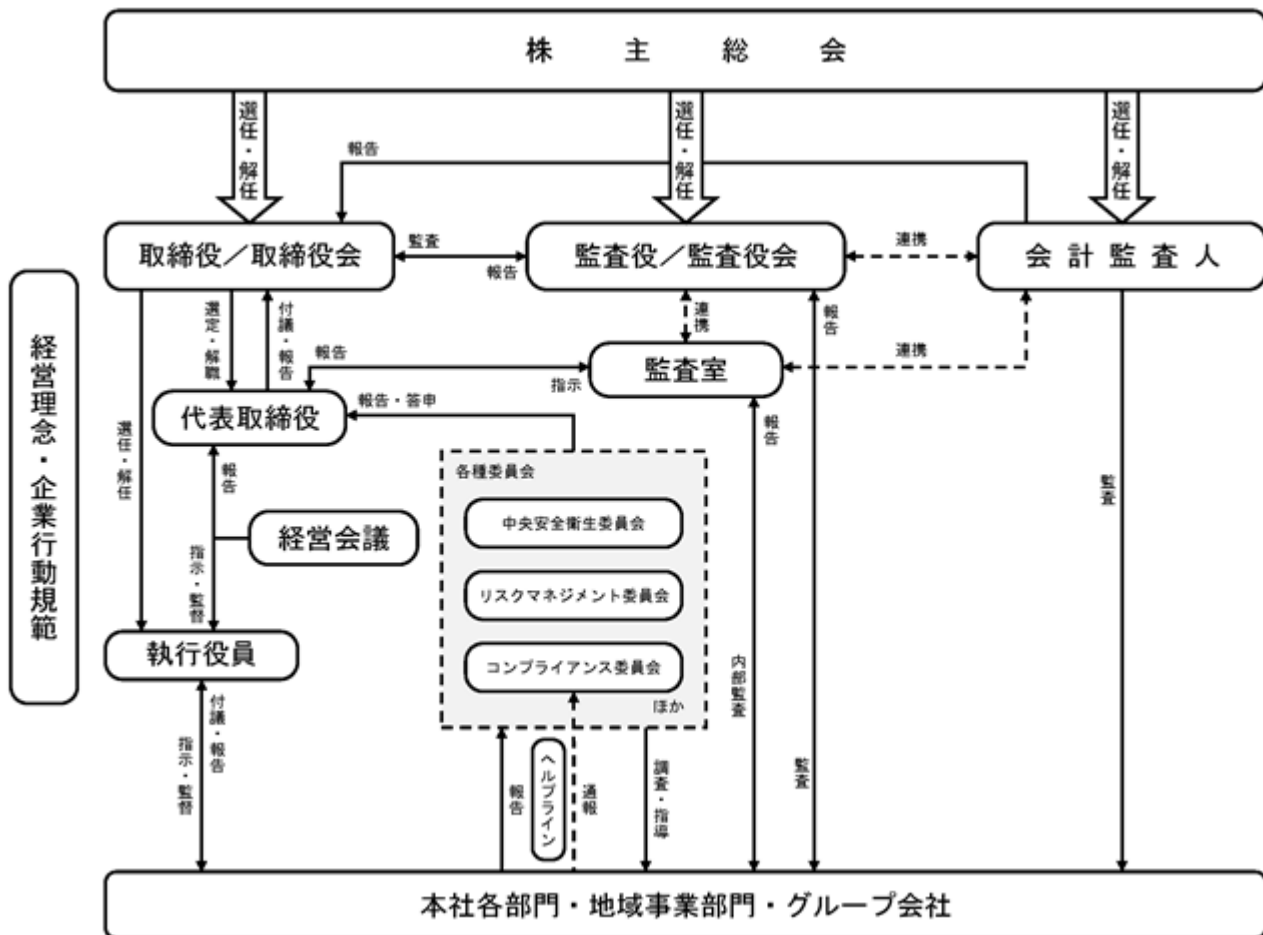 株主総会
選任・解任
選任・解任
選任・解任
報告
取締役／取締役会
監査
報告
監査役／監査役会
連携
会計監査人
経営理念・企業行動規範
選定・解職
付議・報告
連携
報告
報告
指示
監査室
連携
代表取締役
報告・答申
報告
選任・解任
報告
各種委員会
中央安全衛生委員会
経営会議
監査
指示・監督
リスクマネジメント委員会
執行役員
コンプライアンス委員会
ほか
内部監査
付議・報告
指示・監督
報告
ヘルプライン
通報
調査・指導
監査
本社各部門・地域事業部門・グループ会社